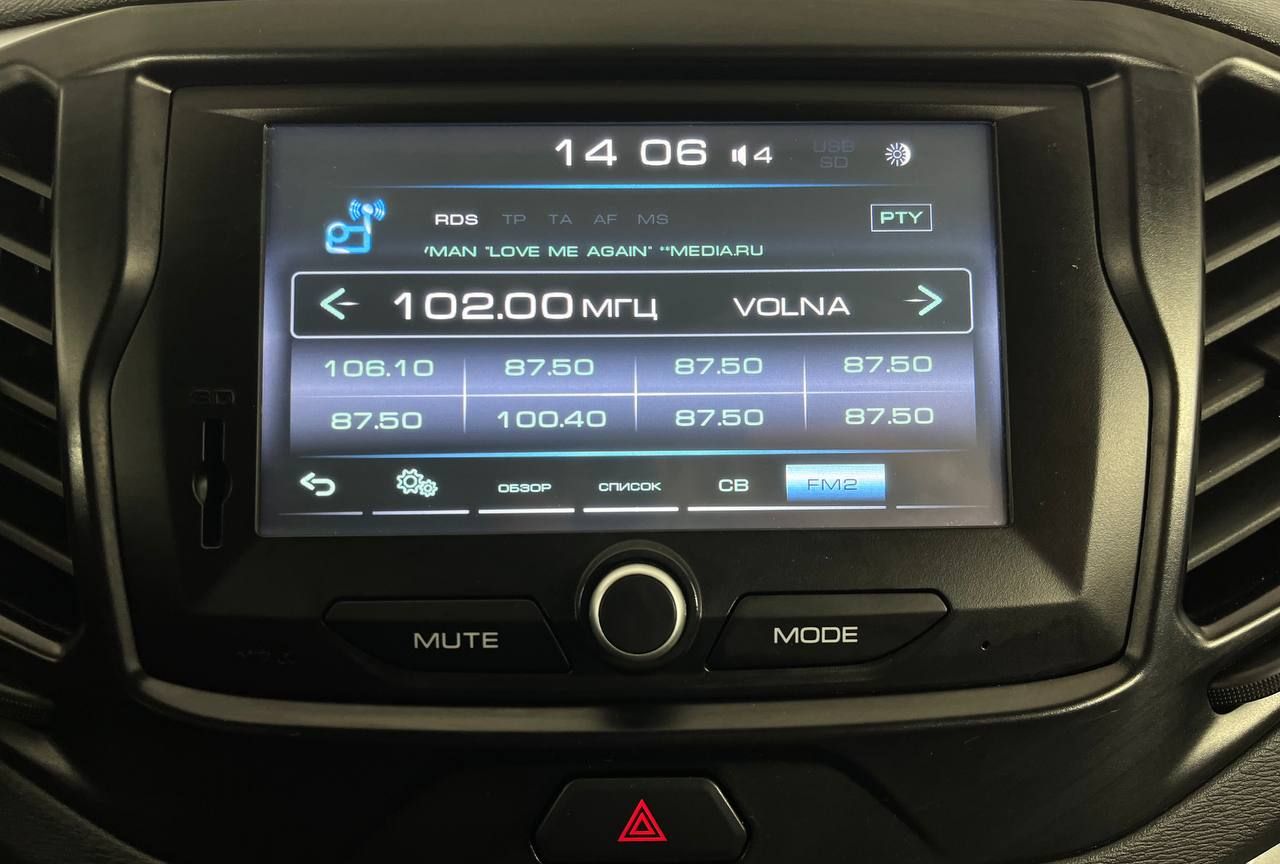 14 06 4 USB
SD
RDS TP TA AF MS PTY
'MAN "LOVE ME AGAIN" **MEDIA.RU
102.00 МГЦ VOLNA
106.10 87.50 87.50 87.50
87.50 100.40 87.50 87.50
ОБЗОР СПИСОК СВ FM2
SD
MUTE MODE